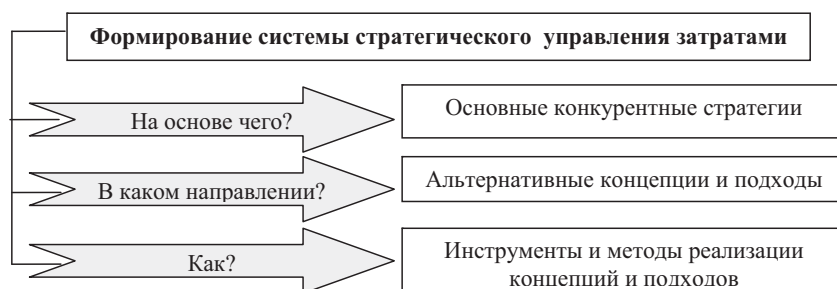 Формирование системы стратегического управления затратами
На основе чего?
Основные конкурентные стратегии
В каком направлении?
Альтернативные концепции и подходы
Как?
Инструменты и методы реализации
концепций и подходов